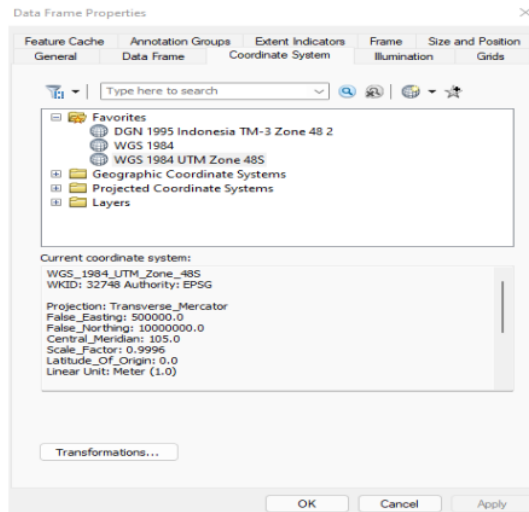 Data Frame Properties
Feature Cache Annotation Groups Extent Indicators Frame Size and Position
General Data Frame Coordinate System Illumination Grids
Type here to search
Favorites
DGN 1995 Indonesia TM-3 Zone 48 2
WGS 1984
WGS 1984 UTM Zone 48S
Geographic Coordinate Systems
Projected Coordinate Systems
Layers
Current coordinate system:
WGS_1984_UTM_Zone_48S
WKID: 32748 Authority: EPSG
Projection: Transverse_Mercator
False_Easting: 500000.0
False_Northing: 10000000.0
Central_Meridian: 105.0
Scale_Factor: 0.9996
Latitude_Of_Origin: 0.0
Linear Unit: Meter (1.0)
Transformations...
OK Cancel Apply